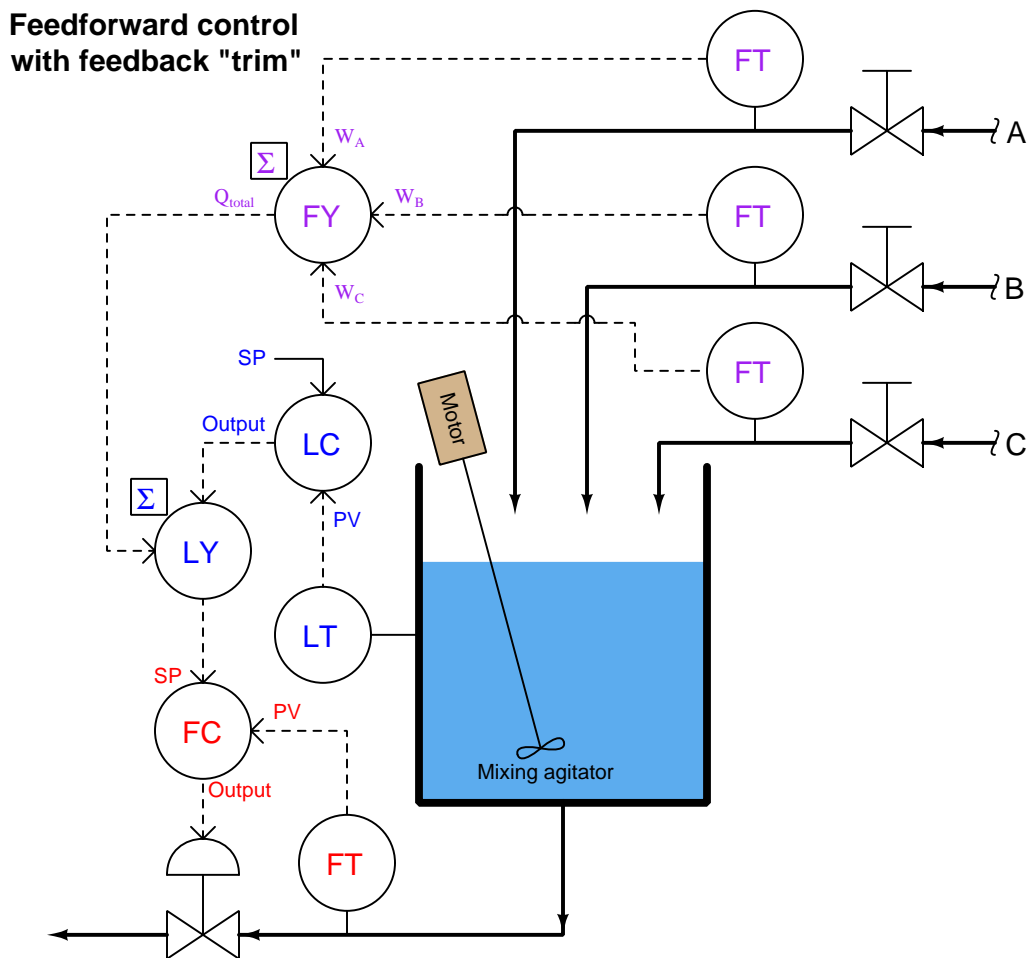 Feedforward control
with feedback "trim"
FT
A
W_A
Σ
Q_total
FY
W_B
FT
B
W_C
SP
FT
Motor
Output
LC
C
Σ
PV
LY
LT
SP
PV
FC
Mixing agitator
Output
FT